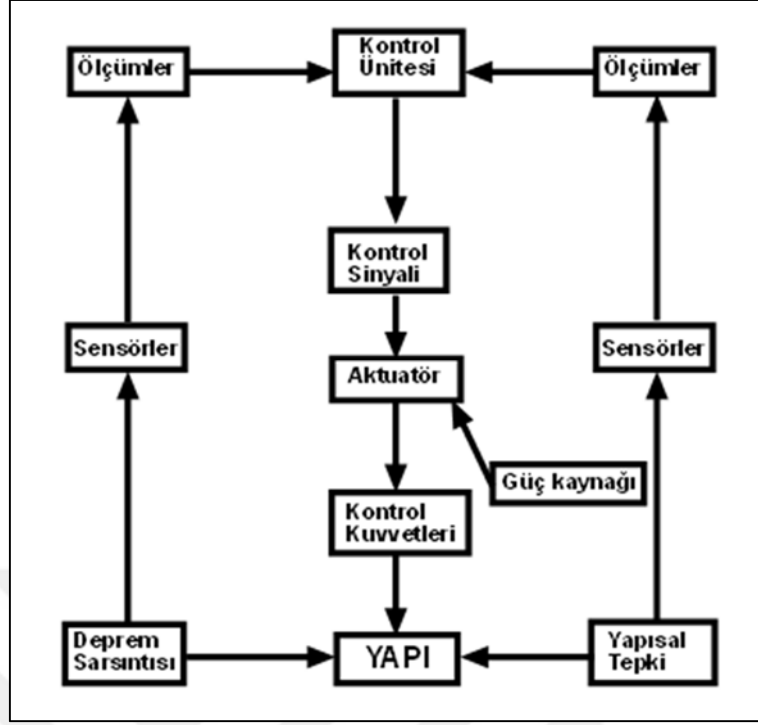 Ölçümler
Kontrol
Ünitesi
Ölçümler
Kontrol
Sinyali
Sensörler
Aktuatör
Sensörler
Güç kaynağı
Kontrol
Kuvvetleri
Deprem
Sarsıntısı
YAPI
Yapısal
Tepki